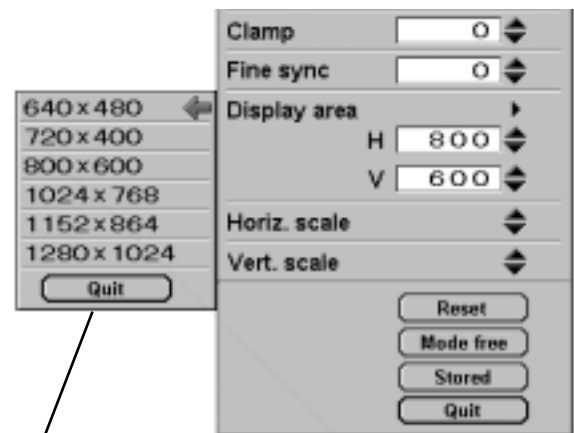 Clamp 0
Fine sync 0
Display area
H 800
V 600
Horiz. scale
Vert. scale
Reset
Mode free
Stored
Quit
640 x 480
720 x 400
800 x 600
1024 x 768
1152 x 864
1280 x 1024
Quit